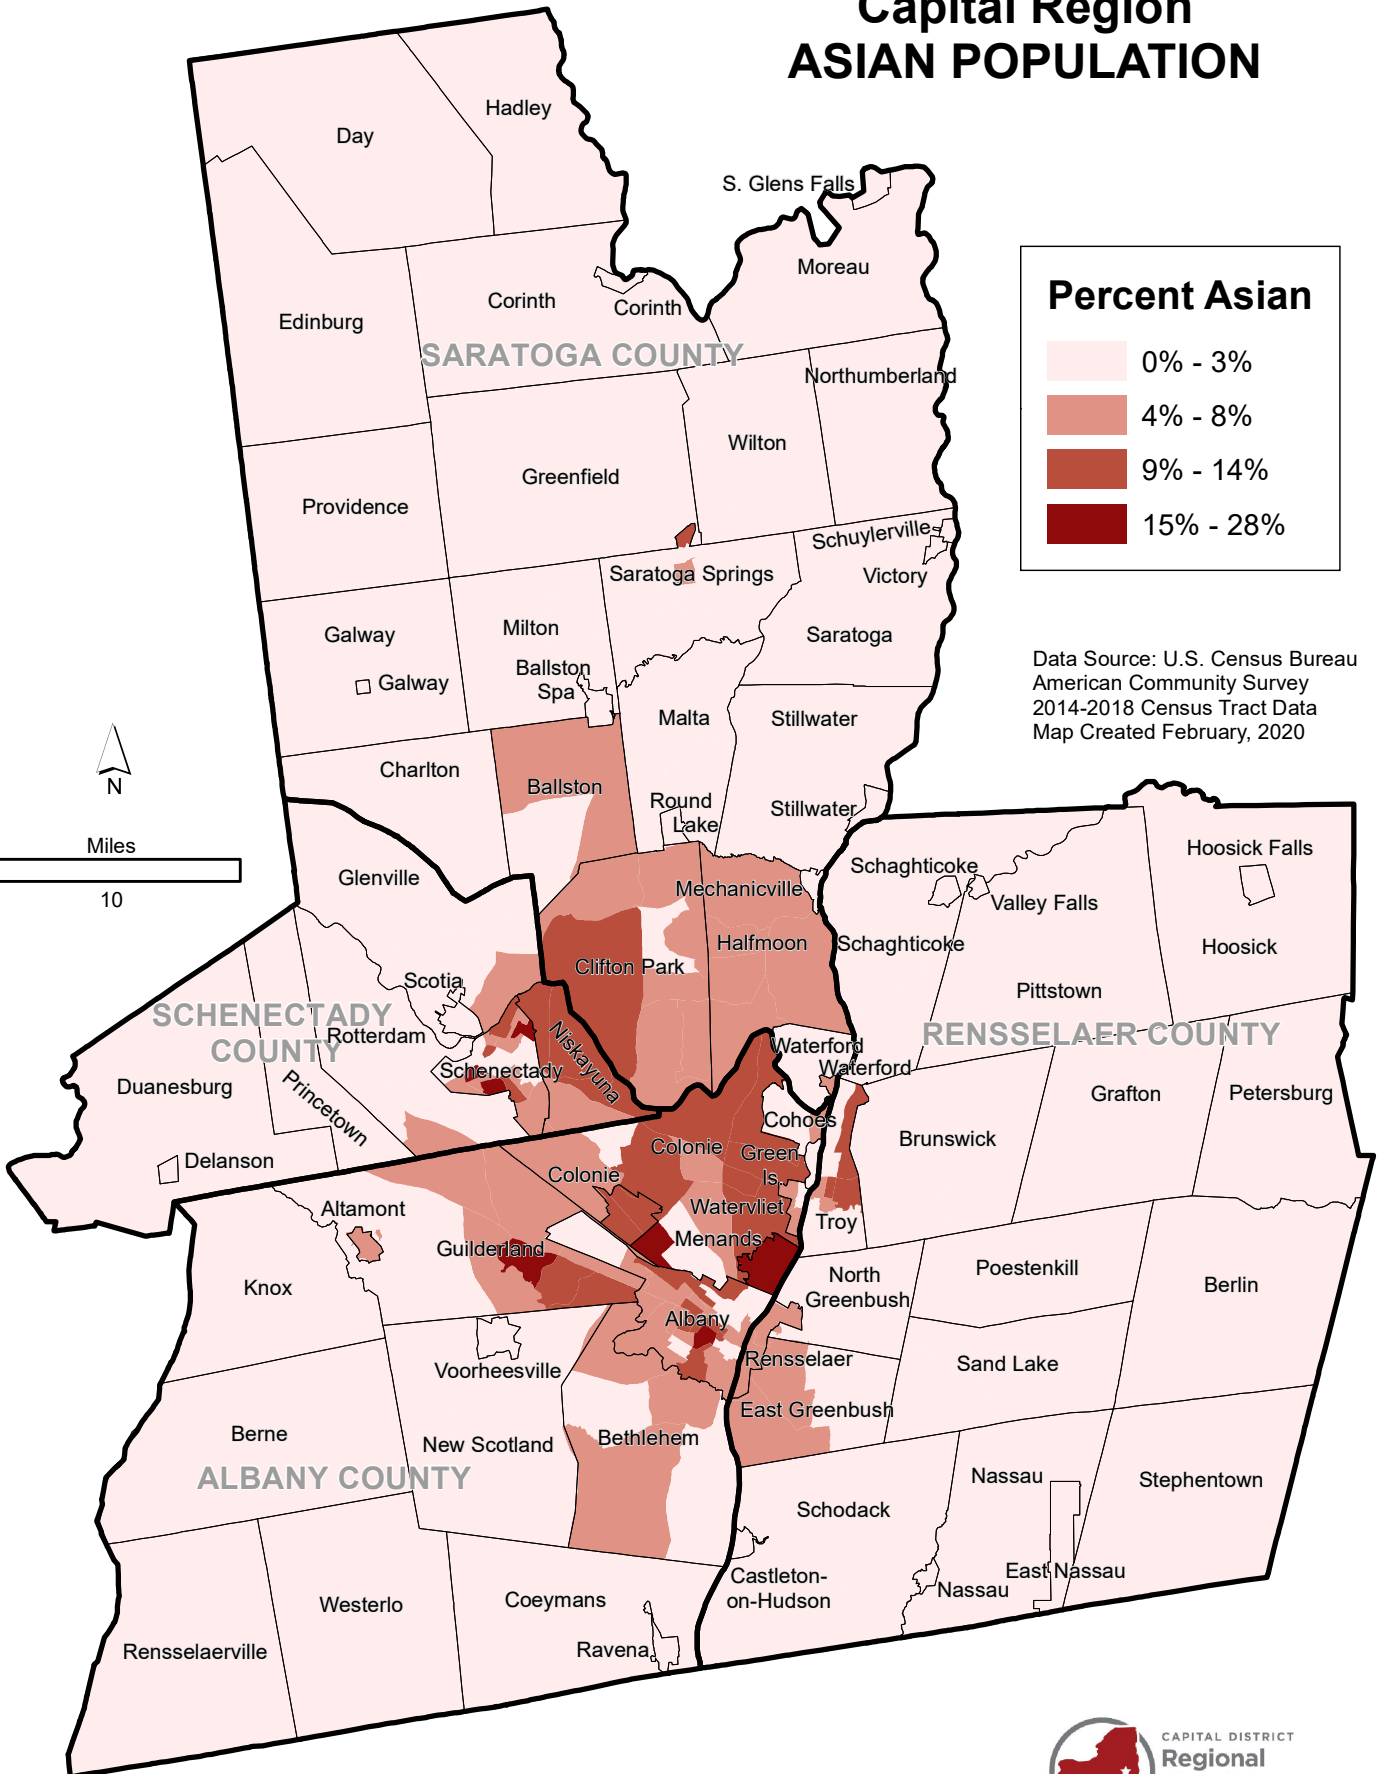 Capital Region
ASIAN POPULATION
Hadley
Day
S. Glens Falls
Moreau
Corinth
Corinth
Edinburg
SARATOGA COUNTY
Northumberland
Wilton
Greenfield
Providence
Schuylerville
Saratoga Springs
Victory
Galway
Milton
Saratoga
Ballston
Spa
Galway
Malta
Stillwater
Charlton
Ballston
Round
Lake
Stillwater
Percent Asian
0% - 3%
4% - 8%
9% - 14%
15% - 28%
Data Source: U.S. Census Bureau
American Community Survey
2014-2018 Census Tract Data
Map Created February, 2020
N
Miles
10
Glenville
Mechanicville
Halfmoon
Clifton Park
Schaghticoke
Valley Falls
Hoosick Falls
Schaghticoke
Hoosick
Pittstown
Scotia
SCHENECTADY
COUNTY
Rotterdam
Niskayuna
Schenectady
Duanesburg
Princetown
Delanson
Waterford
Waterford
RENSSELAER COUNTY
Grafton
Petersburg
Cohoes
Brunswick
Colonie
Green
Is.
Colonie
Watervliet
Troy
Menands
Altamont
Guilderland
Knox
North
Greenbush
Poestenkill
Berlin
Albany
Rensselaer
Sand Lake
Voorheesville
East Greenbush
Berne
New Scotland
Bethlehem
ALBANY COUNTY
Nassau
Stephentown
Schodack
Castleton-
on-Hudson
East Nassau
Nassau
Westerlo
Coeymans
Ravena
Rensselaerville
CAPITAL DISTRICT
Regional